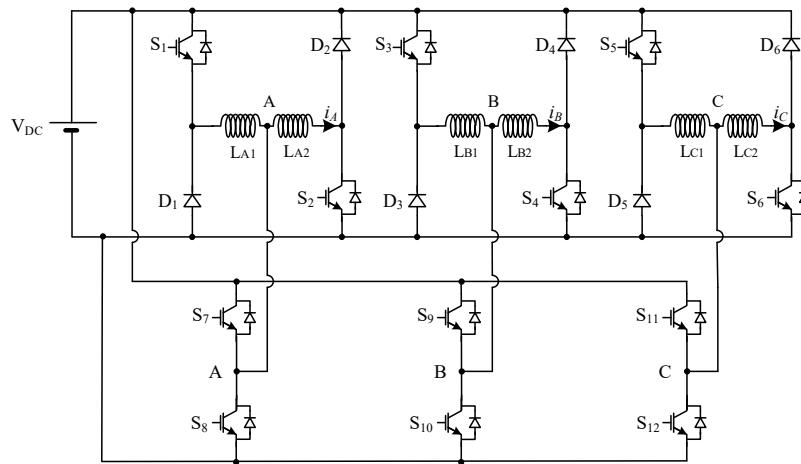 S1 D2 S3 D4 S5 D6
A iA B iB C iC
VDC
LA1 LA2 LB1 LB2 LC1 LC2
D1 S2 D3 S4 D5 S6
S7 S9 S11
A B C
S8 S10 S12